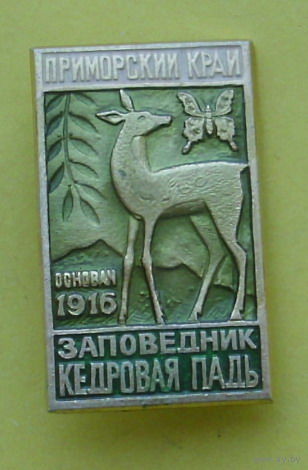 ПРИМОРСКИЙ КРАЙ
ОСНОВАН
1916
ЗАПОВЕДНИК
КЕДРОВАЯ ПАДЬ